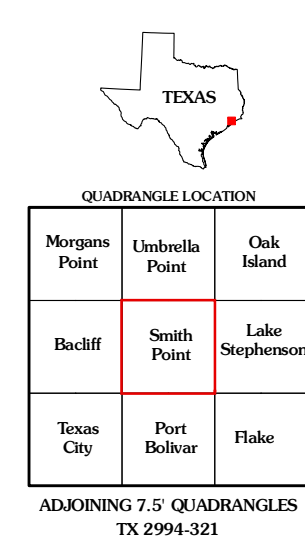 TEXAS
QUADRANGLE LOCATION
Morgans
Point
Umbrella
Point
Oak
Island
Bacliff
Smith
Point
Lake
Stephenson
Texas
City
Port
Bolivar
Flake
ADJOINING 7.5' QUADRANGLES
TX 2994-321